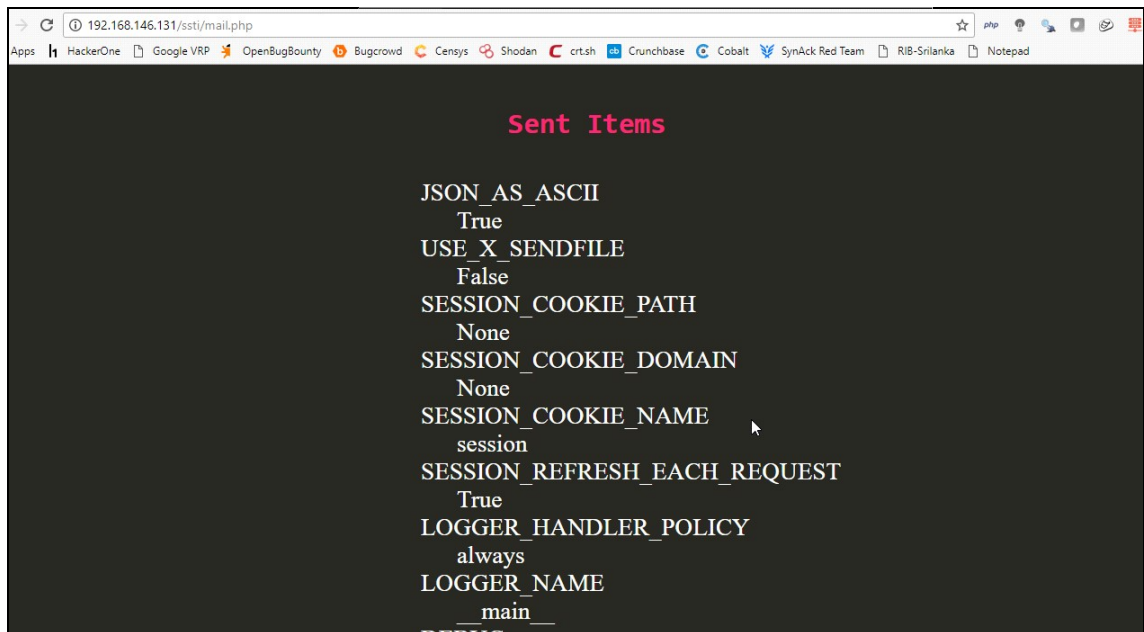 192.168.146.131/ssti/mail.php
php
Apps HackerOne Google VRP OpenBugBounty Bugcrowd Censys Shodan crt.sh cb Crunchbase Cobalt SynAck Red Team RIB-Srilanka Notepad
Sent Items
JSON_AS_ASCII
True
USE_X_SENDFILE
False
SESSION_COOKIE_PATH
None
SESSION_COOKIE_DOMAIN
None
SESSION_COOKIE_NAME
session
SESSION_REFRESH_EACH_REQUEST
True
LOGGER_HANDLER_POLICY
always
LOGGER_NAME
__main__